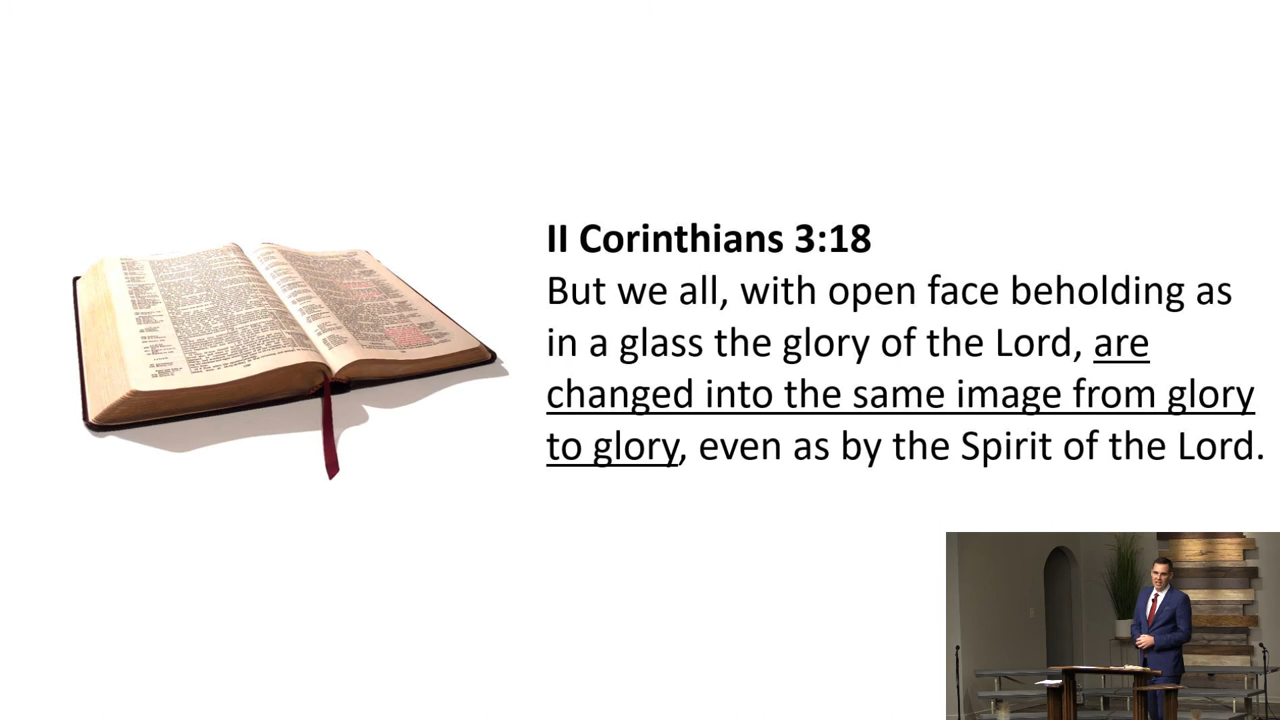 II Corinthians 3:18
But we all, with open face beholding as
in a glass the glory of the Lord, are
changed into the same image from glory
to glory, even as by the Spirit of the Lord.